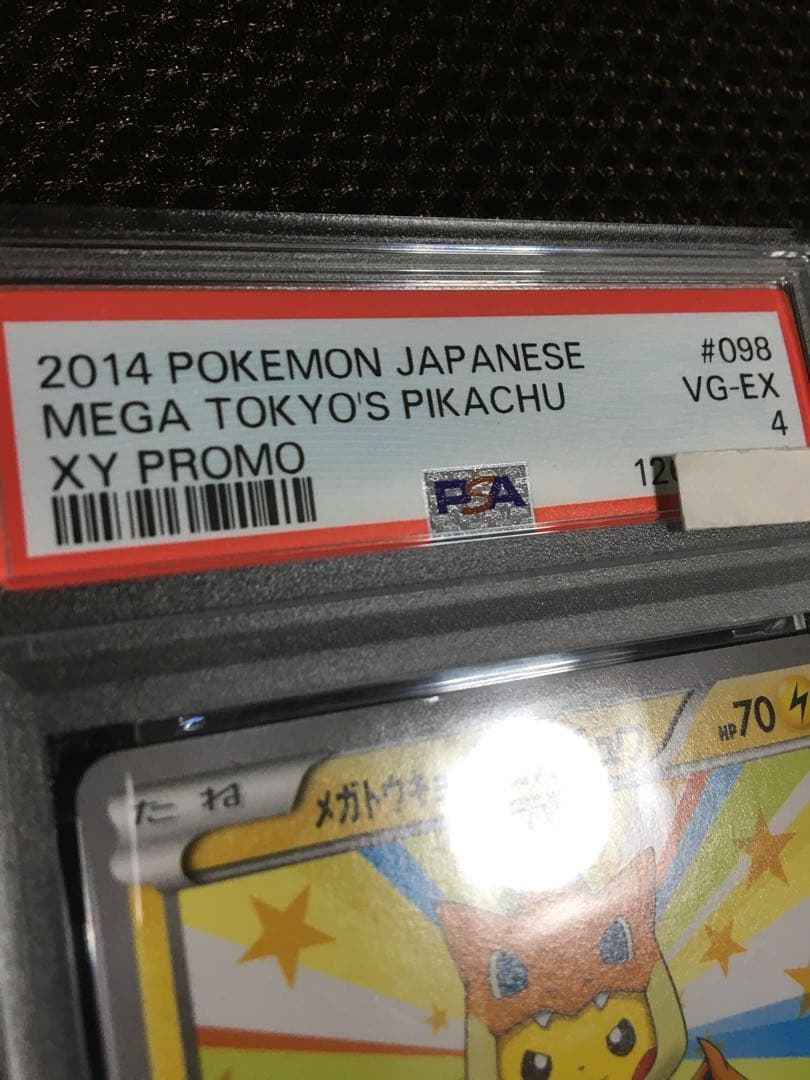 2014 POKEMON JAPANESE #098
MEGA TOKYO'S PIKACHU VG-EX
XY PROMO 4
PSA
たね
HP70